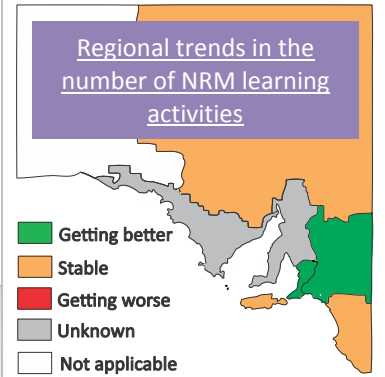 Regional trends in the
number of NRM learning
activities
Getting better
Stable
Getting worse
Unknown
Not applicable